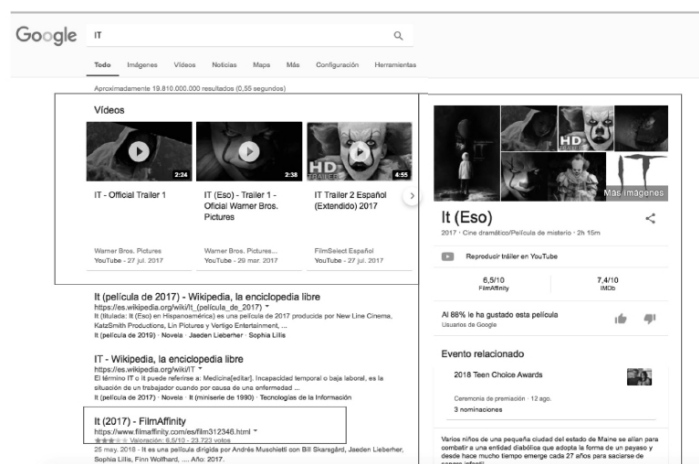 Google IT
Todo Imágenes Vídeos Noticias Maps Más Configuración Herramientas
Aproximadamente 19.810.000.000 resultados (0,55 segundos)
Vídeos
2:24
2:38
HD
4:55
IT - Official Trailer 1
IT (Eso) - Trailer 1 -
Oficial Warner Bros.
Pictures
IT Trailer 2 Español
(Extendido) 2017
Warner Bros. Pictures
YouTube - 27 jul. 2017
Warner Bros. Pictures...
YouTube - 29 mar. 2017
FilmSelect Español
YouTube - 27 jul. 2017
It (película de 2017) - Wikipedia, la enciclopedia libre
https://es.wikipedia.org/wiki/It_(película_de_2017)
It (titulada: It (Eso) en Hispanoamérica) es una película de 2017 producida por New Line Cinema,
KatzSmith Productions, Lin Pictures y Vertigo Entertainment, ...
It (película de 2019) · Novela · Jaeden Lieberher · Sophia Lillis
IT - Wikipedia, la enciclopedia libre
https://es.wikipedia.org/wiki/IT
El término IT o it puede referirse a: Medicina[editar]. Incapacidad temporal o baja laboral, es la
situación de un trabajador cuando por causa de una enfermedad ...
It (película de 2017) · Novela · It (miniserie de 1990) · Tecnologías de la Información
It (2017) - FilmAffinity
https://www.filmaffinity.com/es/film312346.html
Valoración: 6,5/10 - 23.723 votos
25 may. 2018 - It es una película dirigida por Andrés Muschietti con Bill Skarsgård, Jaeden Lieberher,
Sophia Lillis, Finn Wolfhard, .... Año: 2017.
HD
IT
Más imágenes
It (Eso)
2017 · Cine dramático/Película de misterio · 2h 15m
Reproducir tráiler en YouTube
6,5/10
FilmAffinity
7,4/10
IMDb
Al 88% le ha gustado esta película
Usuarios de Google
Evento relacionado
2018 Teen Choice Awards
Ceremonia de premiación · 12 ago.
3 nominaciones
Varios niños de una pequeña ciudad del estado de Maine se alían para
combatir a una entidad diabólica que adopta la forma de un payaso y
desde hace mucho tiempo emerge cada 27 años para saciarse de